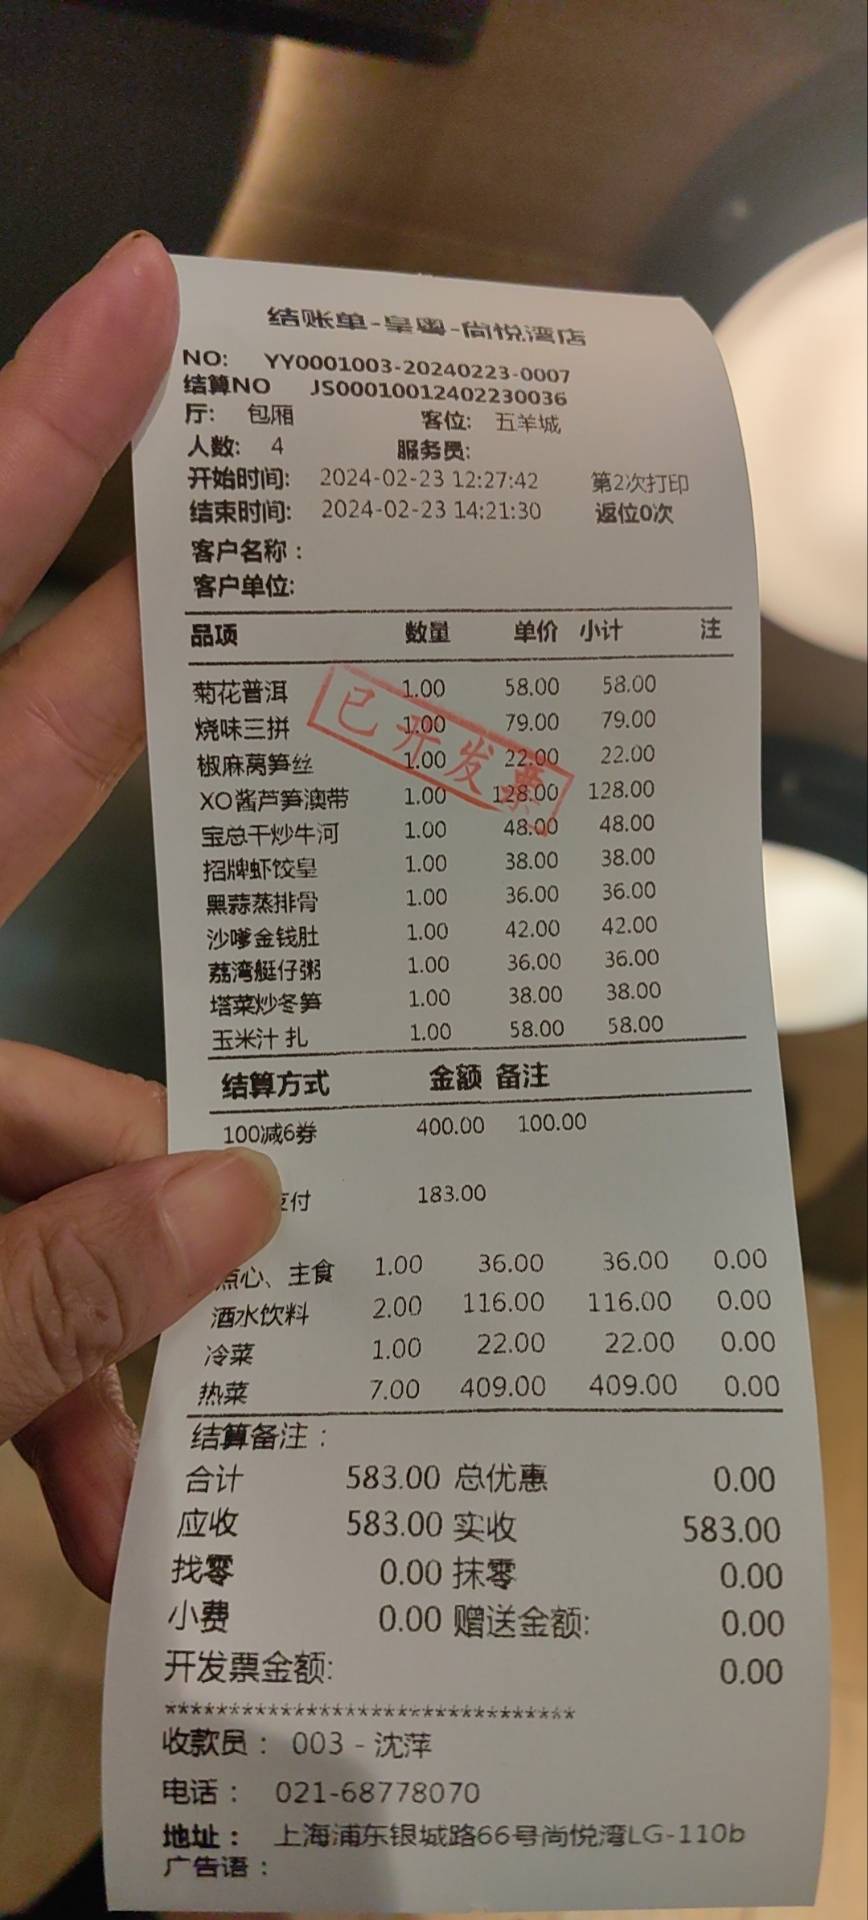 结账单-皇粤-尚悦湾店
NO: YY0001003-20240223-0007
结算NO JS00010012402230036
厅: 包厢 客位: 五羊城
人数: 4 服务员:
开始时间: 2024-02-23 12:27:42 第2次打印
结束时间: 2024-02-23 14:21:30 返位0次
客户名称:
客户单位:
品项 数量 单价 小计 注
菊花普洱 1.00 58.00 58.00
烧味三拼 1.00 79.00 79.00
椒麻莴笋丝 1.00 22.00 22.00
XO酱芦笋澳带 1.00 128.00 128.00
宝总干炒牛河 1.00 48.00 48.00
招牌虾饺皇 1.00 38.00 38.00
黑蒜蒸排骨 1.00 36.00 36.00
沙嗲金钱肚 1.00 42.00 42.00
荔湾艇仔粥 1.00 36.00 36.00
塔菜炒冬笋 1.00 38.00 38.00
玉米汁 扎 1.00 58.00 58.00
已开发票
结算方式 金额 备注
100减6券 400.00 100.00
支付 183.00
点心、主食 1.00 36.00 36.00 0.00
酒水饮料 2.00 116.00 116.00 0.00
冷菜 1.00 22.00 22.00 0.00
热菜 7.00 409.00 409.00 0.00
结算备注:
合计 583.00 总优惠 0.00
应收 583.00 实收 583.00
找零 0.00 抹零 0.00
小费 0.00 赠送金额: 0.00
开发票金额: 0.00
********************************
收款员: 003 - 沈萍
电话: 021-68778070
地址: 上海浦东银城路66号尚悦湾LG-110b
广告语: